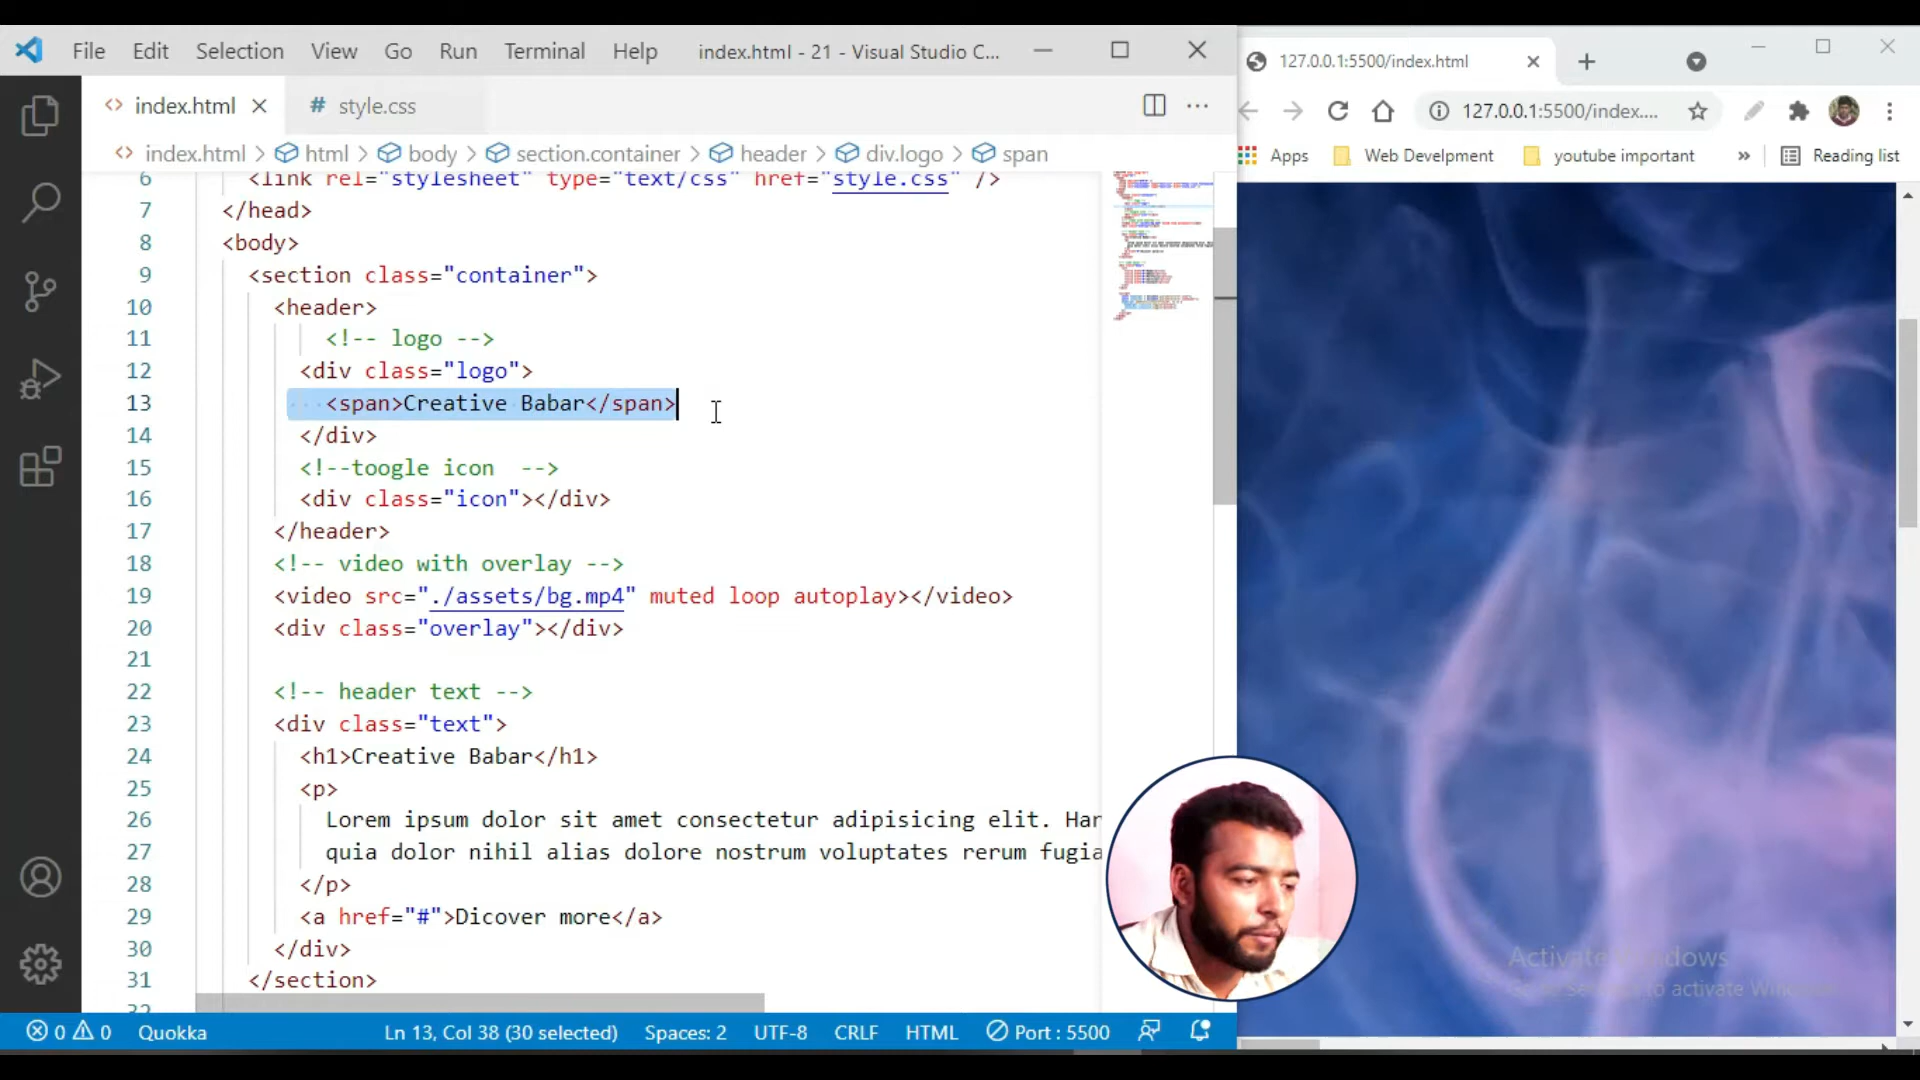 File Edit Selection View Go Run Terminal Help index.html - 21 - Visual Studio C...
127.0.0.1:5500/index.html
<> index.html
# style.css
127.0.0.1:5500/index....
<> index.html > html > body > section.container > header > div.logo > span
Apps Web Develpment youtube important » Reading list
6 <link rel="stylesheet" type="text/css" href="style.css" />
7 </head>
8 <body>
9 <section class="container">
10 <header>
11 <!-- logo -->
12 <div class="logo">
13 <span>Creative Babar</span>
14 </div>
15 <!--toogle icon  -->
16 <div class="icon"></div>
17 </header>
18 <!-- video with overlay -->
19 <video src="./assets/bg.mp4" muted loop autoplay></video>
20 <div class="overlay"></div>
21
22 <!-- header text -->
23 <div class="text">
24 <h1>Creative Babar</h1>
25 <p>
26 Lorem ipsum dolor sit amet consectetur adipisicing elit. Har
27 quia dolor nihil alias dolore nostrum voluptates rerum fugia
28 </p>
29 <a href="#">Dicover more</a>
30 </div>
31 </section>
0 0 Quokka Ln 13, Col 38 (30 selected) Spaces: 2 UTF-8 CRLF HTML Port : 5500
to activate